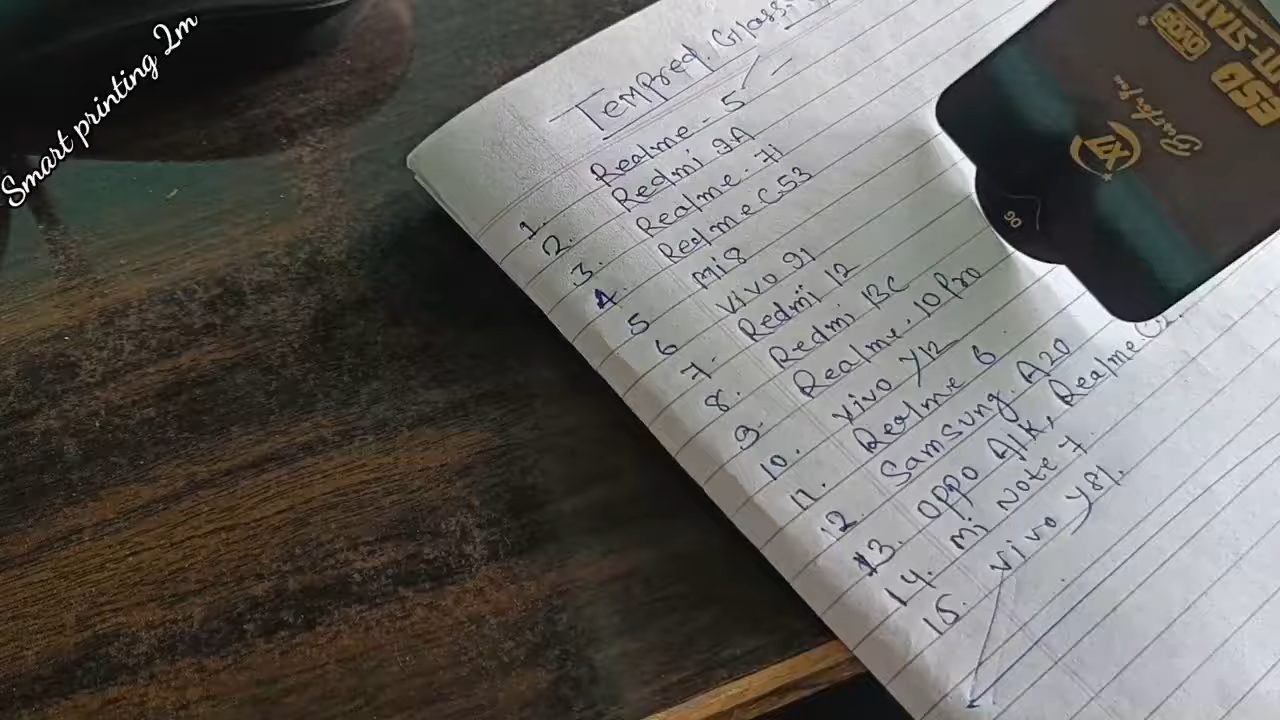 Smart printing 2m
Tempred. Glass
1. Realme - 5
2. Redmi 9A
3. Realme. 7i
4. Realme C53
5 Mi 8
6 Vivo 91
7. Redmi 12
8. Redmi 13C
9. Realme. 10 Pro
10. Vivo Y12
11. Realme 6
12 Samsung. A20
13. Oppo A1K, Realme.
14. Mi Note 7.
15. Vivo Y81.
ESD
OG